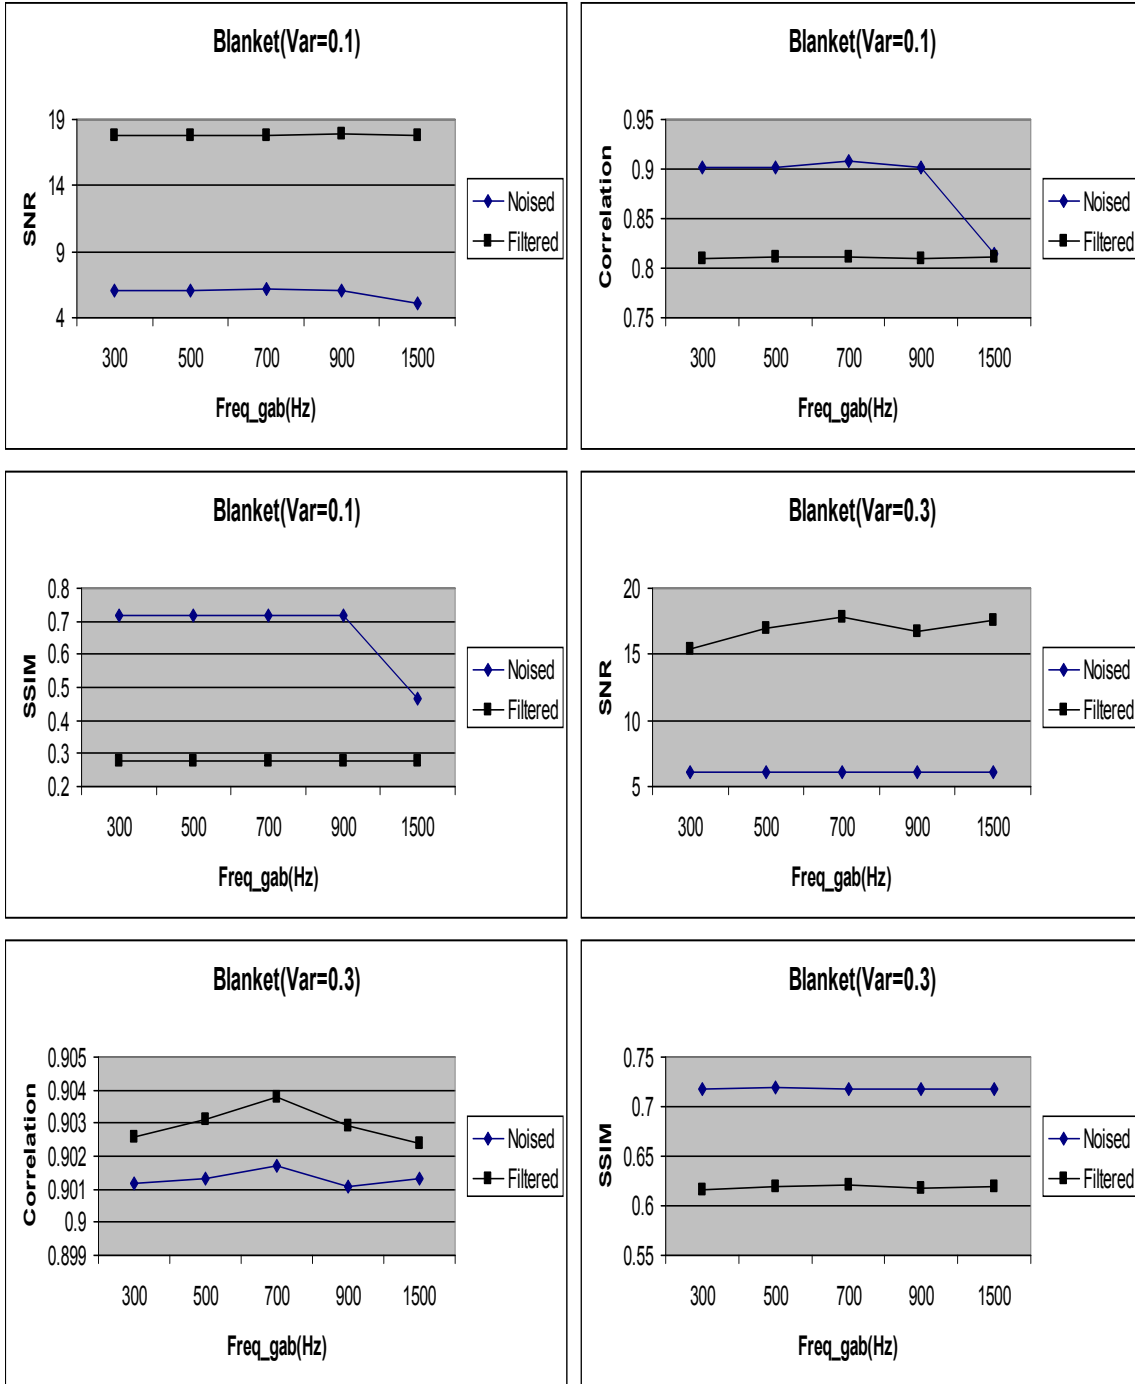 Blanket(Var=0.1)
SNR
19
14
9
4
300 500 700 900 1500
Freq_gab(Hz)
Noised
Filtered
Blanket(Var=0.1)
Correlation
0.95
0.9
0.85
0.8
0.75
300 500 700 900 1500
Freq_gab(Hz)
Noised
Filtered
Blanket(Var=0.1)
SSIM
0.8
0.7
0.6
0.5
0.4
0.3
0.2
300 500 700 900 1500
Freq_gab(Hz)
Noised
Filtered
Blanket(Var=0.3)
SNR
20
15
10
5
300 500 700 900 1500
Freq_gab(Hz)
Noised
Filtered
Blanket(Var=0.3)
Correlation
0.905
0.904
0.903
0.902
0.901
0.9
0.899
300 500 700 900 1500
Freq_gab(Hz)
Noised
Filtered
Blanket(Var=0.3)
SSIM
0.75
0.7
0.65
0.6
0.55
300 500 700 900 1500
Freq_gab(Hz)
Noised
Filtered